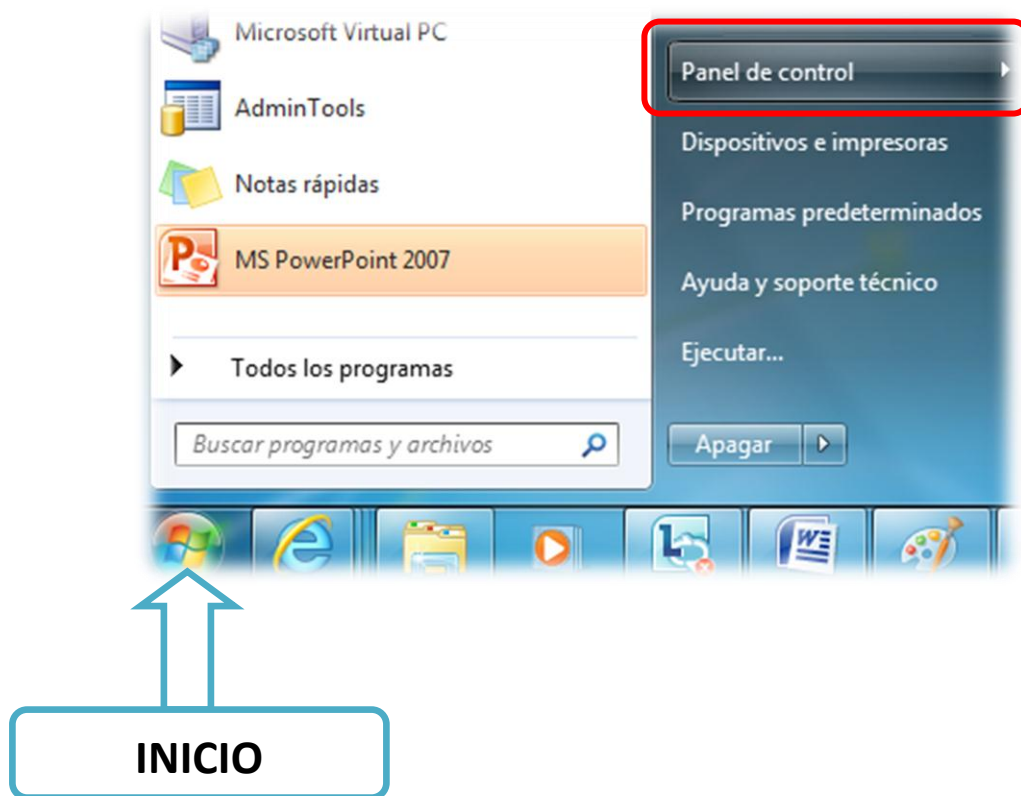 Microsoft Virtual PC
AdminTools
Notas rápidas
MS PowerPoint 2007
Todos los programas
Buscar programas y archivos
Panel de control
Dispositivos e impresoras
Programas predeterminados
Ayuda y soporte técnico
Ejecutar...
Apagar
INICIO